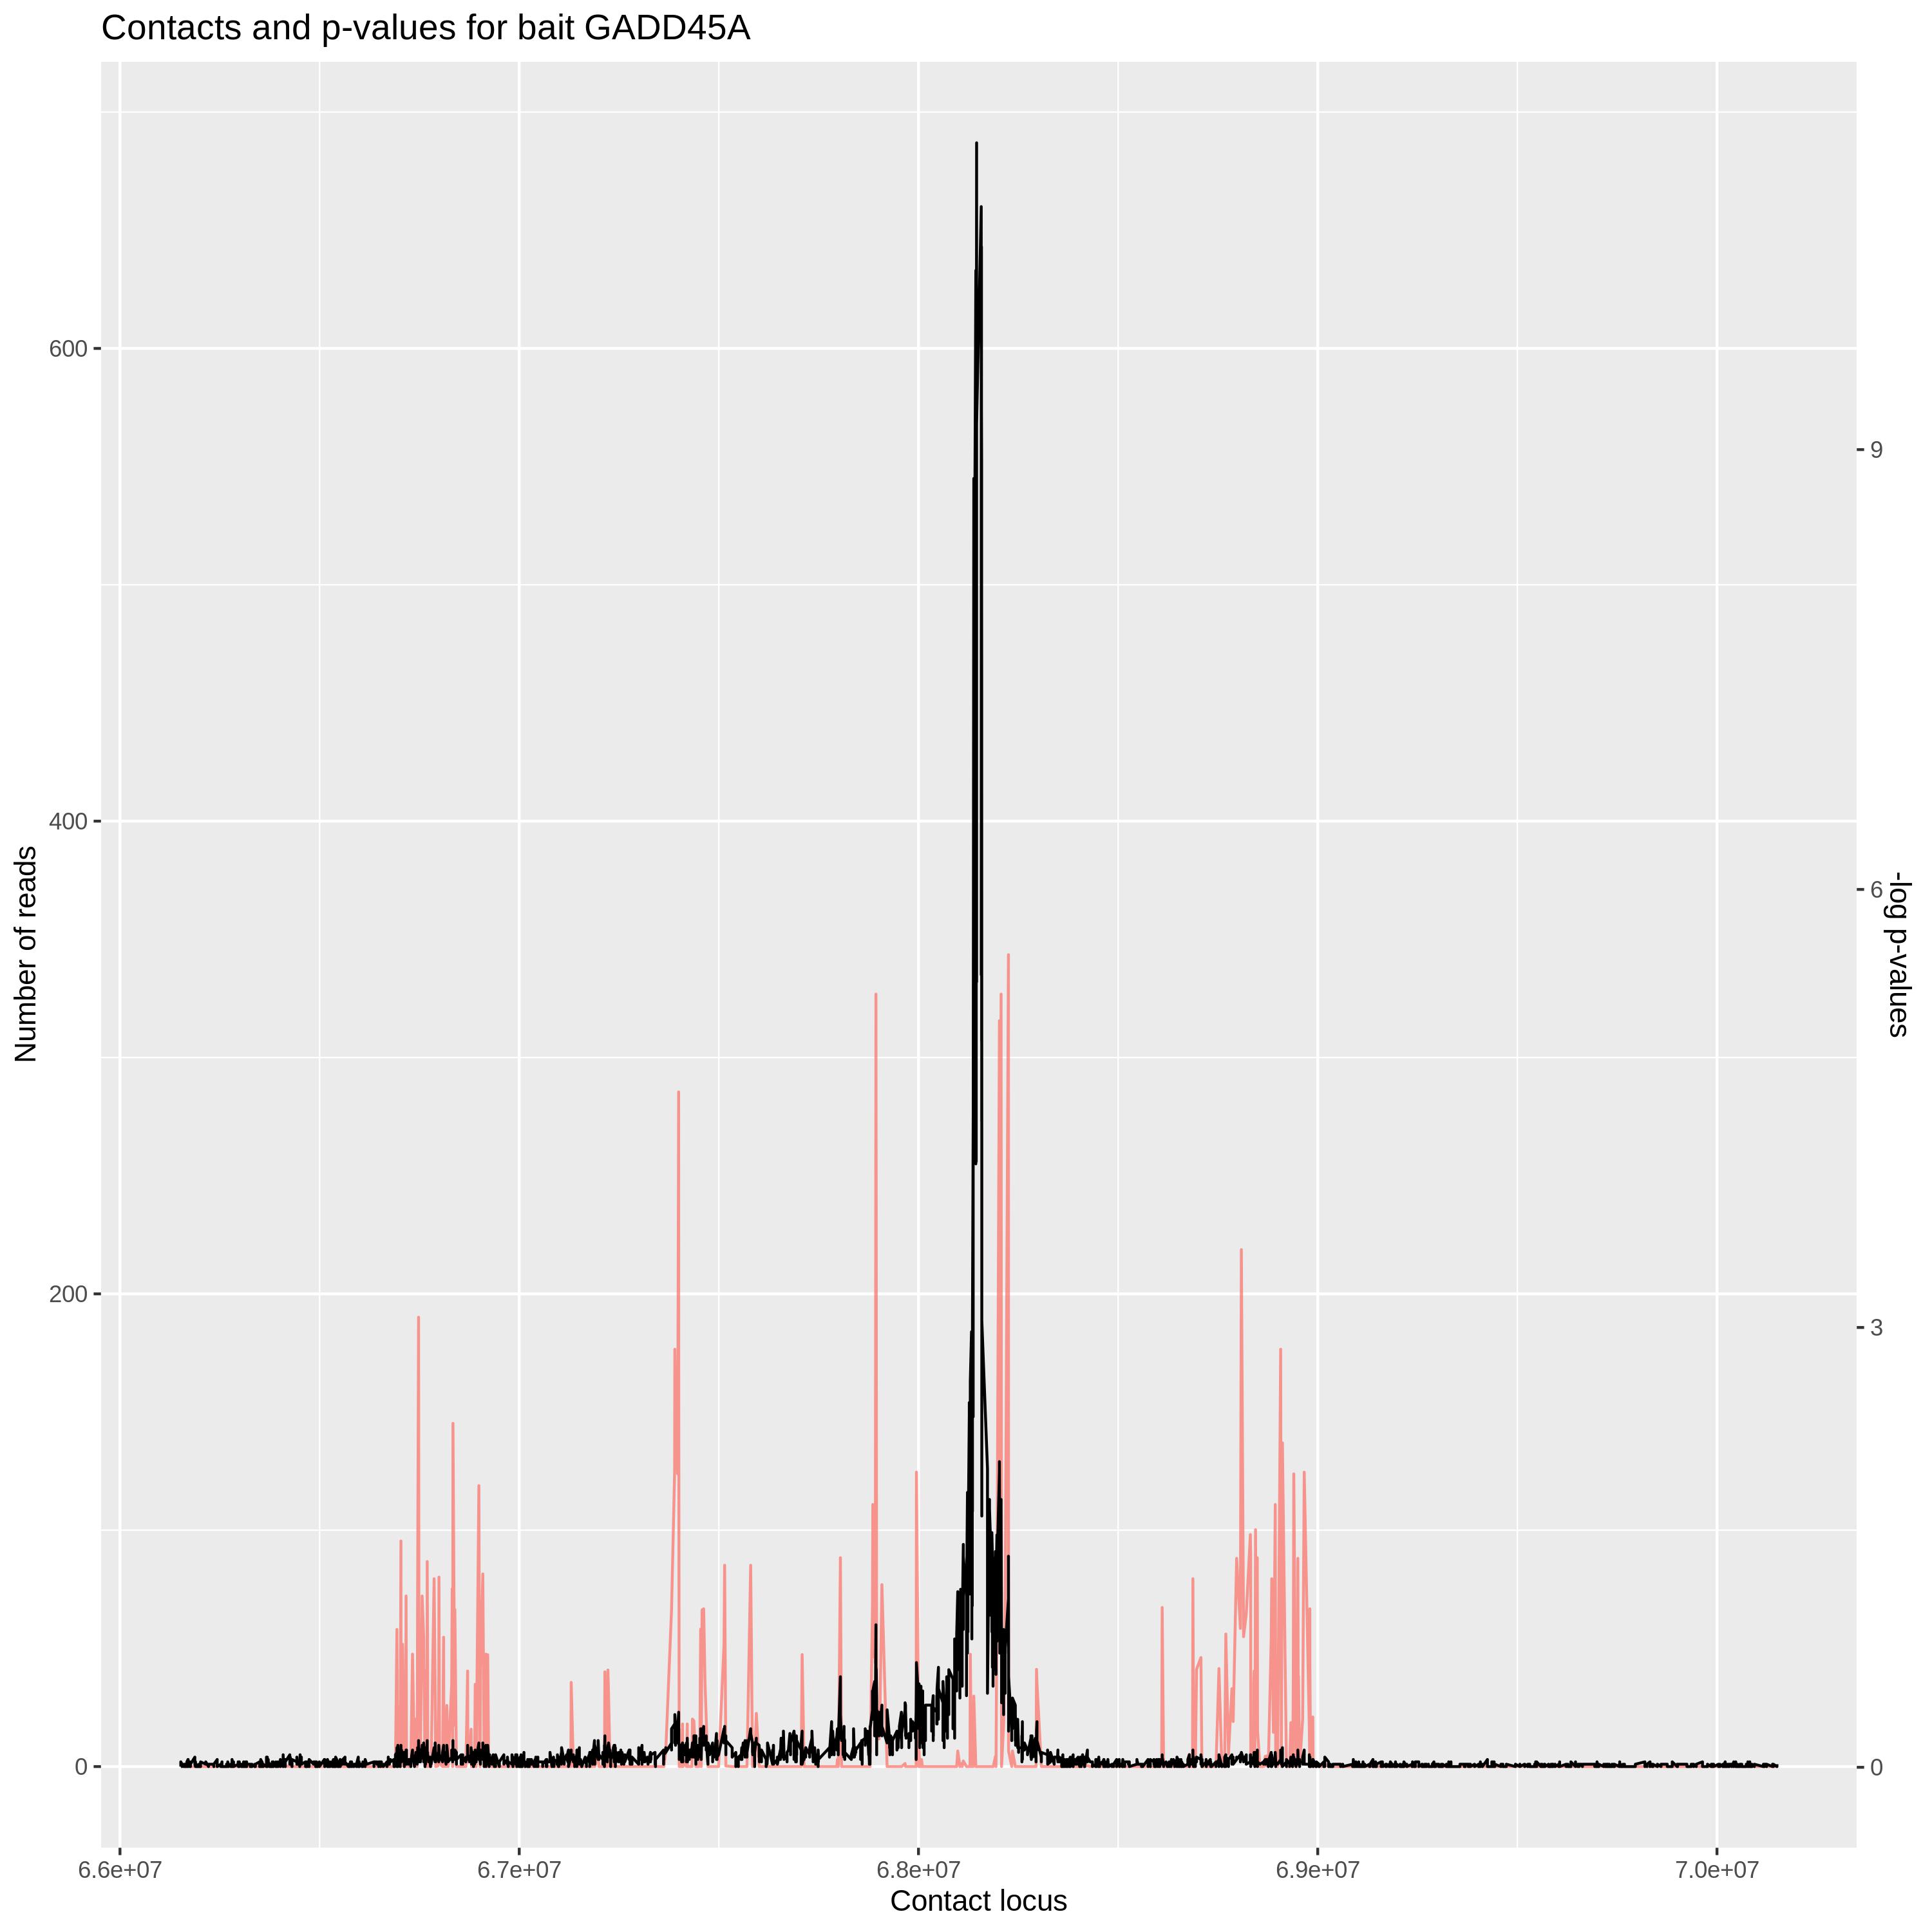 Contacts and p-values for bait GADD45A
Number of reads
600
400
200
0
9
6
3
0
-log p-values
6.6e+07
6.7e+07
6.8e+07
6.9e+07
7.0e+07
Contact locus